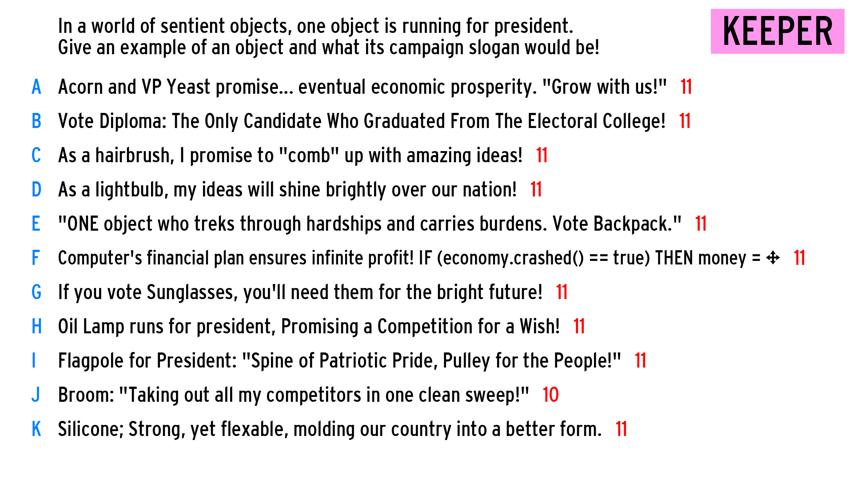 In a world of sentient objects, one object is running for president.
Give an example of an object and what its campaign slogan would be!
KEEPER
A Acorn and VP Yeast promise... eventual economic prosperity. "Grow with us!" 11
B Vote Diploma: The Only Candidate Who Graduated From The Electoral College! 11
C As a hairbrush, I promise to "comb" up with amazing ideas! 11
D As a lightbulb, my ideas will shine brightly over our nation! 11
E "ONE object who treks through hardships and carries burdens. Vote Backpack." 11
F Computer's financial plan ensures infinite profit! IF (economy.crashed() == true) THEN money = ✥ 11
G If you vote Sunglasses, you'll need them for the bright future! 11
H Oil Lamp runs for president, Promising a Competition for a Wish! 11
I Flagpole for President: "Spine of Patriotic Pride, Pulley for the People!" 11
J Broom: "Taking out all my competitors in one clean sweep!" 10
K Silicone; Strong, yet flexable, molding our country into a better form. 11